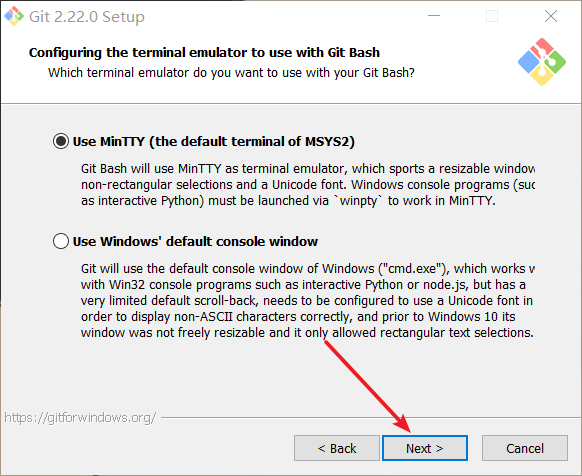 Git 2.22.0 Setup
Configuring the terminal emulator to use with Git Bash
Which terminal emulator do you want to use with your Git Bash?
Use MinTTY (the default terminal of MSYS2)
Git Bash will use MinTTY as terminal emulator, which sports a resizable window
non-rectangular selections and a Unicode font. Windows console programs (suc
as interactive Python) must be launched via `winpty` to work in MinTTY.
Use Windows' default console window
Git will use the default console window of Windows ("cmd.exe"), which works w
with Win32 console programs such as interactive Python or node.js, but has a
very limited default scroll-back, needs to be configured to use a Unicode font in
order to display non-ASCII characters correctly, and prior to Windows 10 its
window was not freely resizable and it only allowed rectangular text selections.
https://gitforwindows.org/
< Back
Next >
Cancel